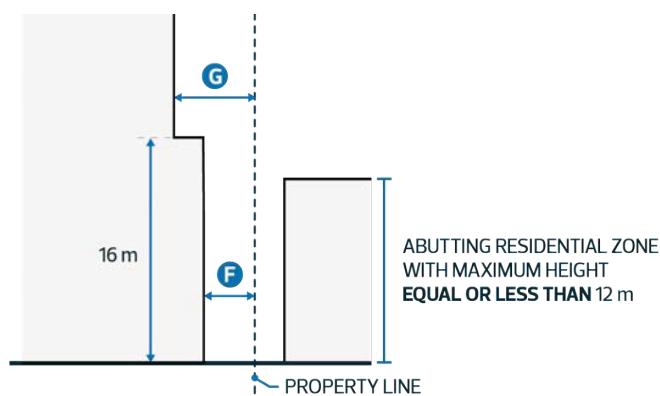 G
16 m
F
ABUTTING RESIDENTIAL ZONE
WITH MAXIMUM HEIGHT
EQUAL OR LESS THAN 12 m
PROPERTY LINE